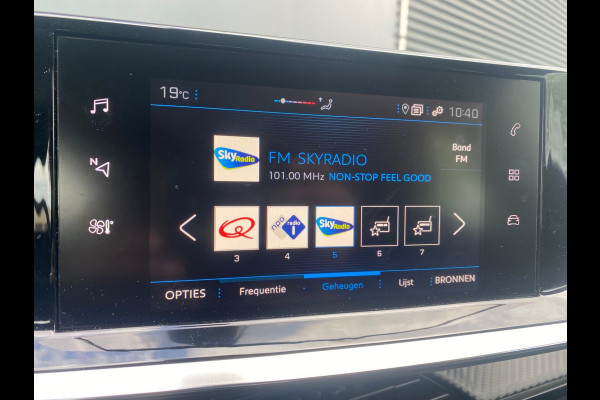 19°C
10:40
N
Sky Radio
FM SKYRADIO
Band
FM
101.00 MHz NON-STOP FEEL GOOD
npo radio 1
Sky Radio
3 4 5 6 7
OPTIES Frequentie Geheugen Lijst BRONNEN